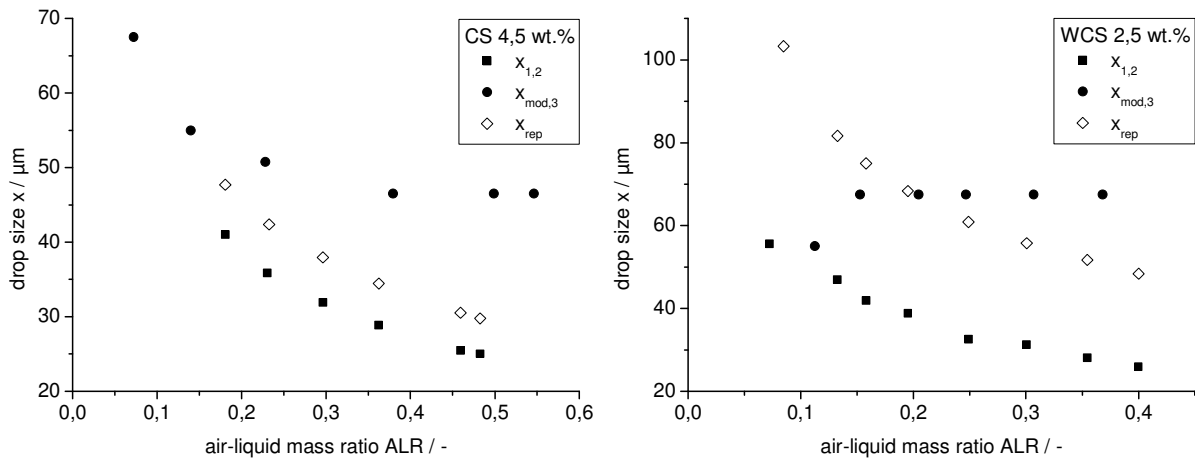 70
60
50
40
30
20
drop size x / µm
0,0 0,1 0,2 0,3 0,4 0,5 0,6
air-liquid mass ratio ALR / -
CS 4,5 wt.%
x1,2
xmod,3
xrep
100
80
60
40
20
drop size x / µm
0,0 0,1 0,2 0,3 0,4
air-liquid mass ratio ALR / -
WCS 2,5 wt.%
x1,2
xmod,3
xrep